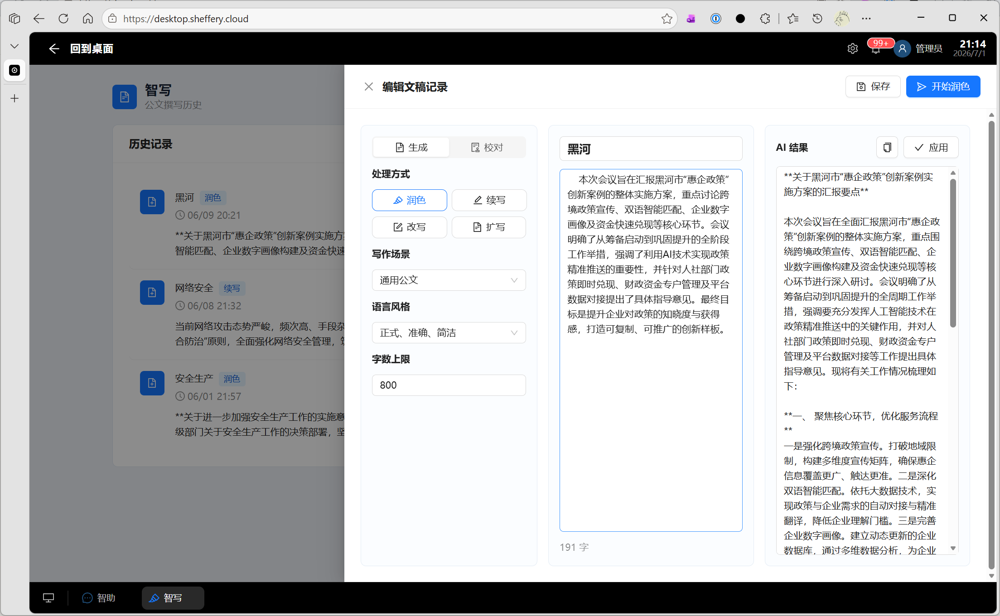 https://desktop.sheffery.cloud
回到桌面
99+
管理员
21:14
2026/7/1
智写
公文撰写历史
历史记录
黑河 润色
06/09 20:21
**关于黑河市“惠企政策”创新案例实施方
智能匹配、企业数字画像构建及资金快速
网络安全 续写
06/08 21:32
当前网络攻击态势严峻，频次高、手段杂
合防治”原则，全面强化网络安全管理，
安全生产 润色
06/01 21:57
**关于进一步加强安全生产工作的实施意
级部门关于安全生产工作的决策部署，坚
编辑文稿记录
保存
开始润色
生成
校对
处理方式
润色
续写
改写
扩写
写作场景
通用公文
语言风格
正式、准确、简洁
字数上限
800
黑河
本次会议旨在汇报黑河市“惠企政策”
创新案例的整体实施方案，重点讨论跨
境政策宣传、双语智能匹配、企业数字
画像及资金快速兑现等核心环节。会议
明确了从筹备启动到巩固提升的全阶段
工作举措，强调了利用AI技术实现政策
精准推送的重要性，并针对人社部门政
策即时兑现、财政资金专户管理及平台
数据对接提出了具体指导意见。最终目
标是提升企业对政策的知晓度与获得
感，打造可复制、可推广的创新样板。
191 字
AI 结果
应用
**关于黑河市“惠企政策”创新案例实
施方案的汇报要点**
本次会议旨在全面汇报黑河市“惠企政
策”创新案例的整体实施方案，重点围
绕跨境政策宣传、双语智能匹配、企
业数字画像构建及资金快速兑现等核
心环节进行深入研讨。会议明确了从
筹备启动到巩固提升的全周期工作举
措，强调要充分发挥人工智能技术在
政策精准推送中的关键作用，并对人
社部门政策即时兑现、财政资金专户
管理及平台数据对接等工作提出具体
指导意见。现将有关工作情况梳理如
下：
**一、 聚焦核心环节，优化服务流程
**
一是强化跨境政策宣传。打破地域限
制，构建多维度宣传矩阵，确保惠企
信息覆盖更广、触达更准。二是深化
双语智能匹配。依托大数据技术，实
现政策与企业需求的自动对接与精准
翻译，降低企业理解门槛。三是完善
企业数字画像。建立动态更新的企业
数据库，通过多维数据分析，为企业
智助
智写